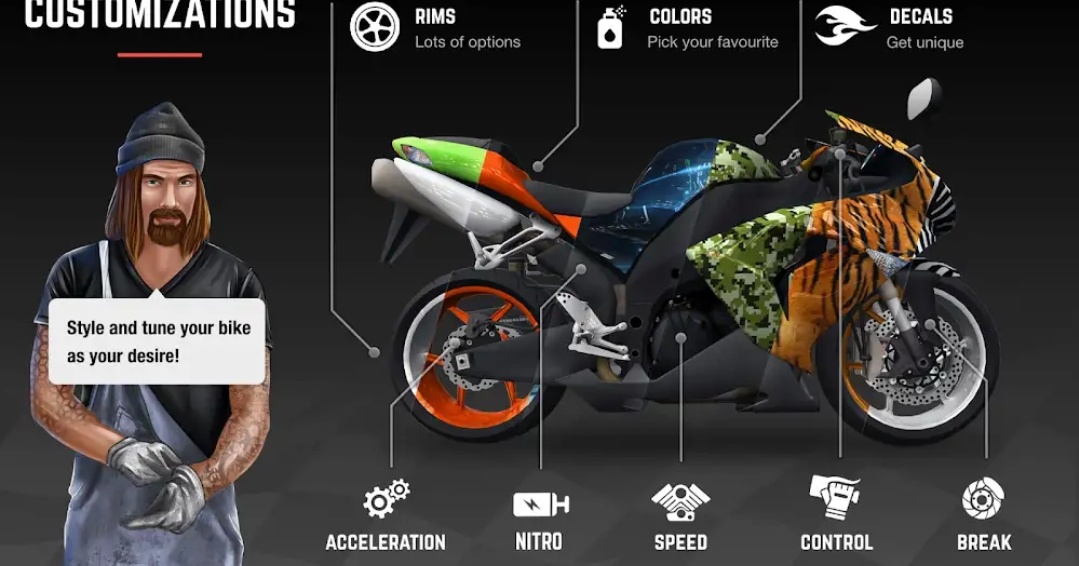 CUSTOMIZATIONS
RIMS
Lots of options
COLORS
Pick your favourite
DECALS
Get unique
Style and tune your bike
as your desire!
ACCELERATION
NITRO
SPEED
CONTROL
BREAK